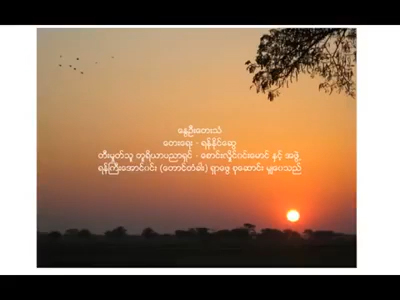 နွေဦးတေးသံ
တေးရေး - ရန်နိုင်ဆွေ
တီးမှုတ်သူ တူရိယာပညာရှင် - စောင်းလှိုင်ဝင်းမောင် နှင့် အဖွဲ့
ရန်ကြီးအောင်ဝင်း (တောင်တံခါး) ရှာဖွေ စုဆောင်း မျှဝေသည်